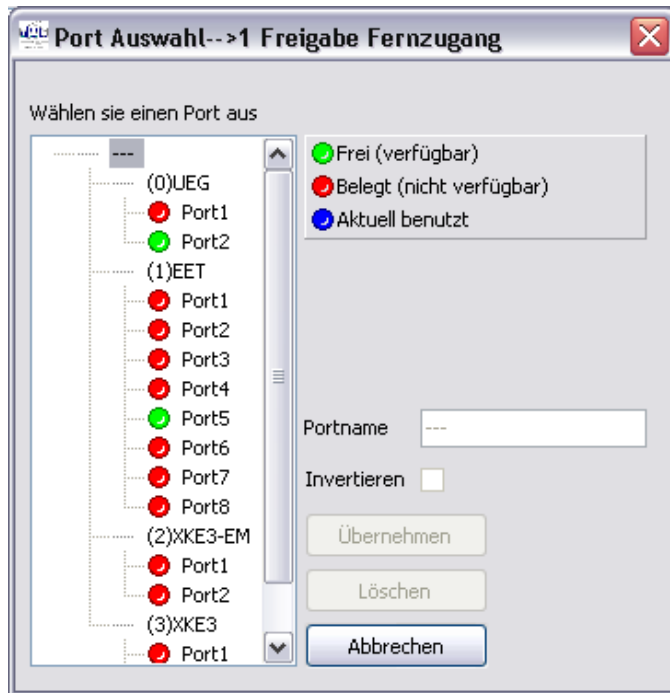 Port Auswahl-->1 Freigabe Fernzugang
Wählen sie einen Port aus
---
(0)UEG
Port1
Port2
(1)EET
Port1
Port2
Port3
Port4
Port5
Port6
Port7
Port8
(2)XKE3-EM
Port1
Port2
(3)XKE3
Port1
Frei (verfügbar)
Belegt (nicht verfügbar)
Aktuell benutzt
Portname ---
Invertieren
Übernehmen
Löschen
Abbrechen